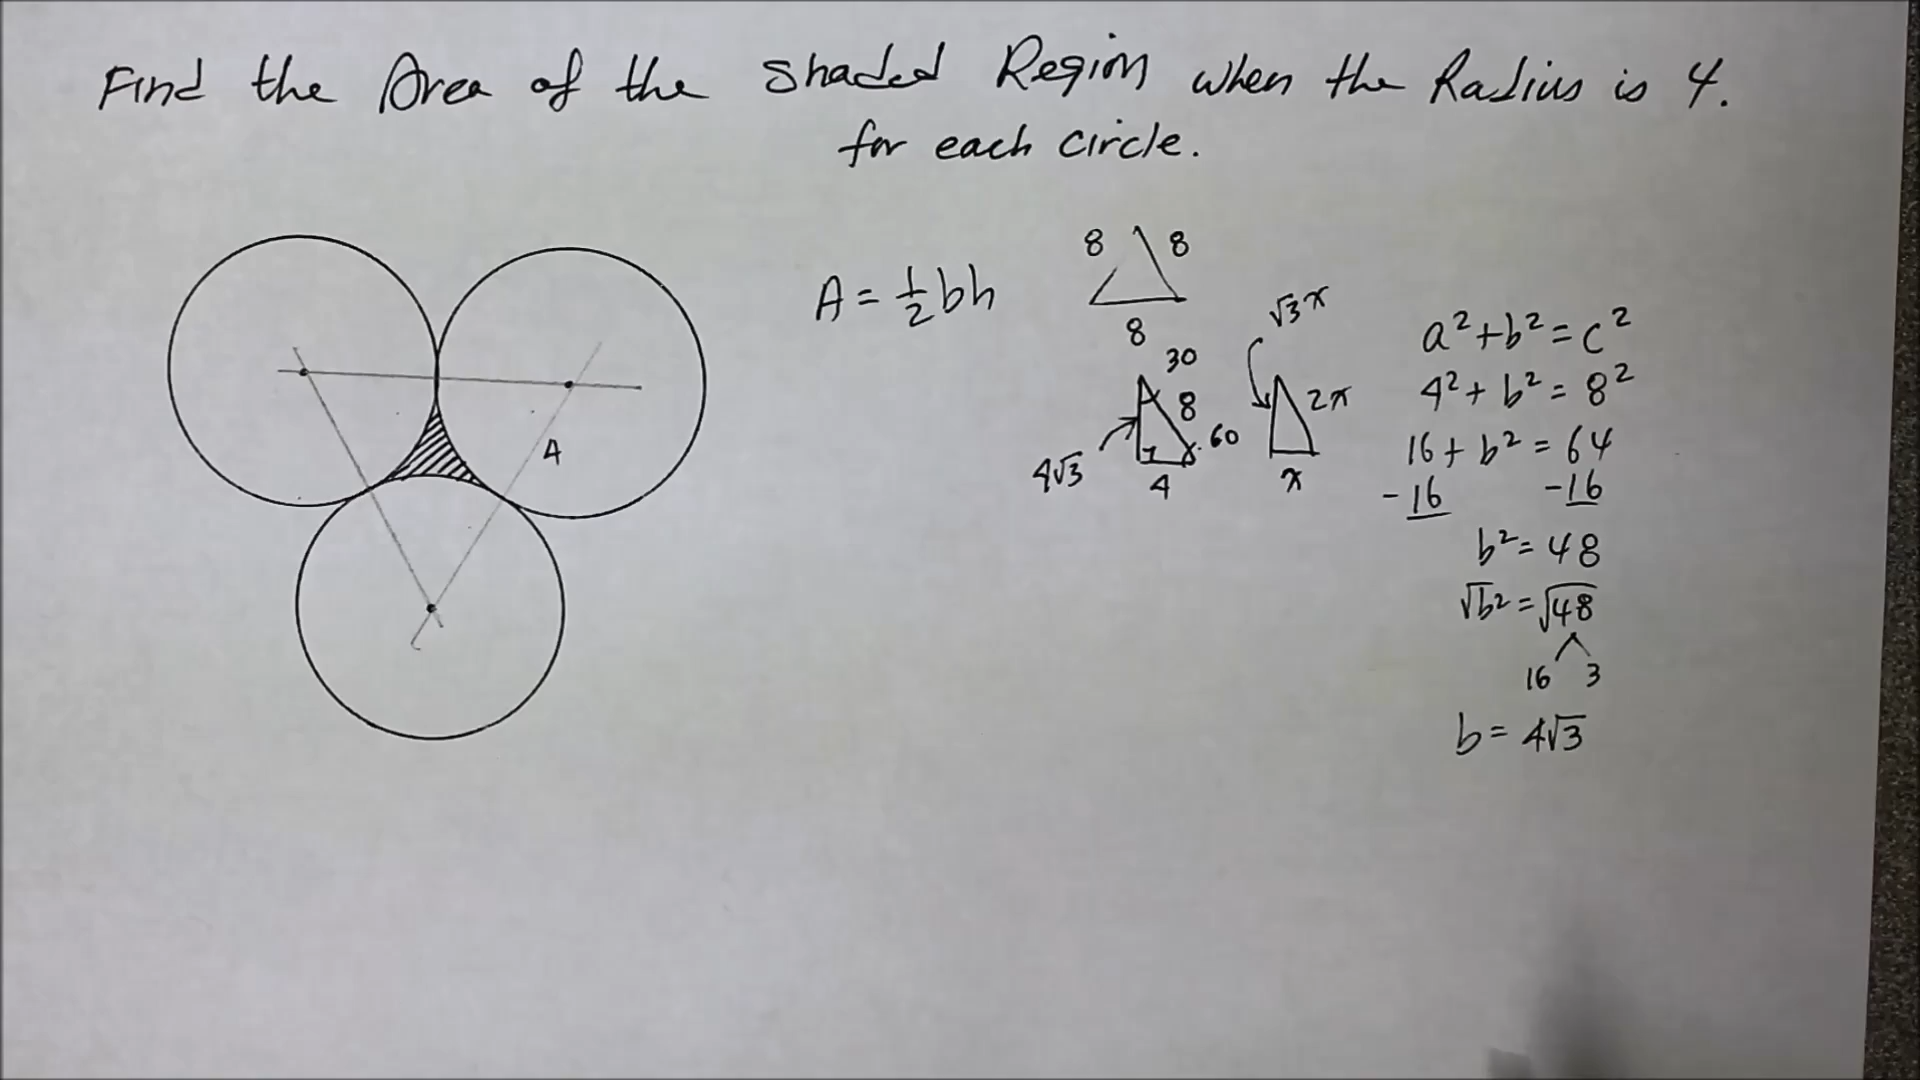 Find the Area of the shaded Region when the Radius is 4.
for each circle.
A
A = 1/2 bh
8 8
8
30
8
60
4√3
4
√3x
2x
x
a² + b² = c²
4² + b² = 8²
16 + b² = 64
-16 -16
b² = 48
√b² = √48
16 3
b = 4√3